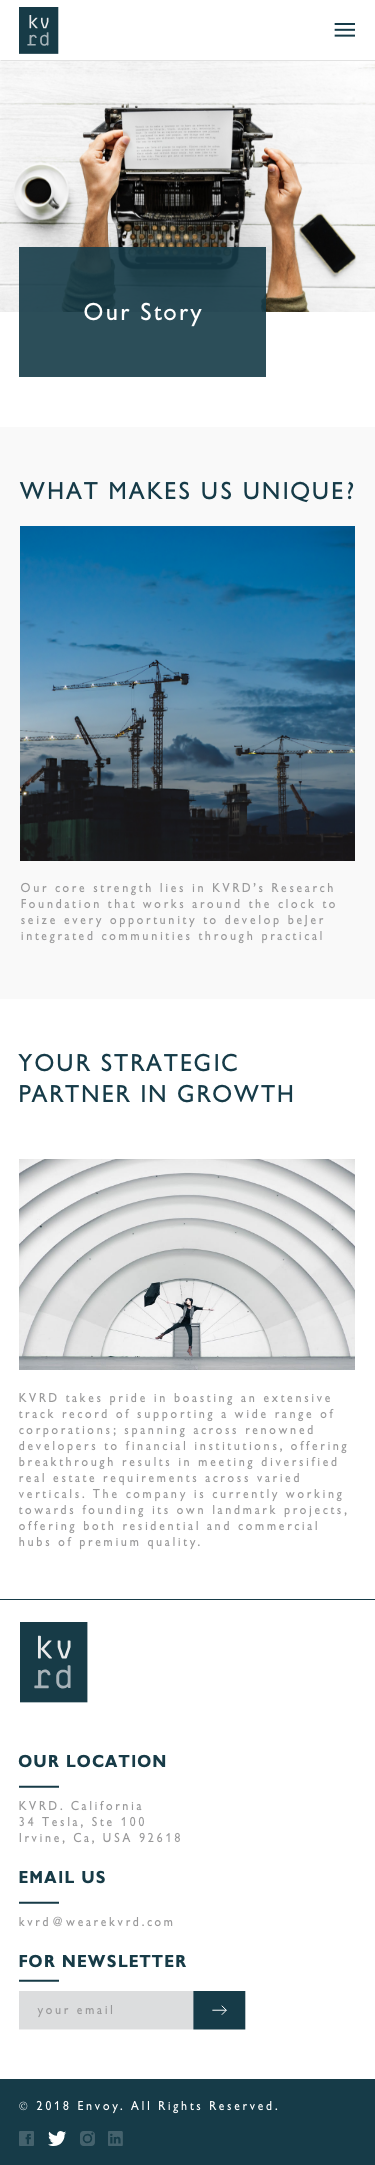 kv
rd
Our Story
WHAT MAKES US UNIQUE?
Our core strength lies in KVRD's Research
Foundation that works around the clock to
seize every opportunity to develop beJer
integrated communities through practical
YOUR STRATEGIC
PARTNER IN GROWTH
KVRD takes pride in boasting an extensive
track record of supporting a wide range of
corporations; spanning across renowned
developers to financial institutions, offering
breakthrough results in meeting diversified
real estate requirements across varied
verticals. The company is currently working
towards founding its own landmark projects,
offering both residential and commercial
hubs of premium quality.
kv
rd
OUR LOCATION
KVRD. California
34 Tesla, Ste 100
Irvine, Ca, USA 92618
EMAIL US
kvrd@wearekvrd.com
FOR NEWSLETTER
your email
© 2018 Envoy. All Rights Reserved.